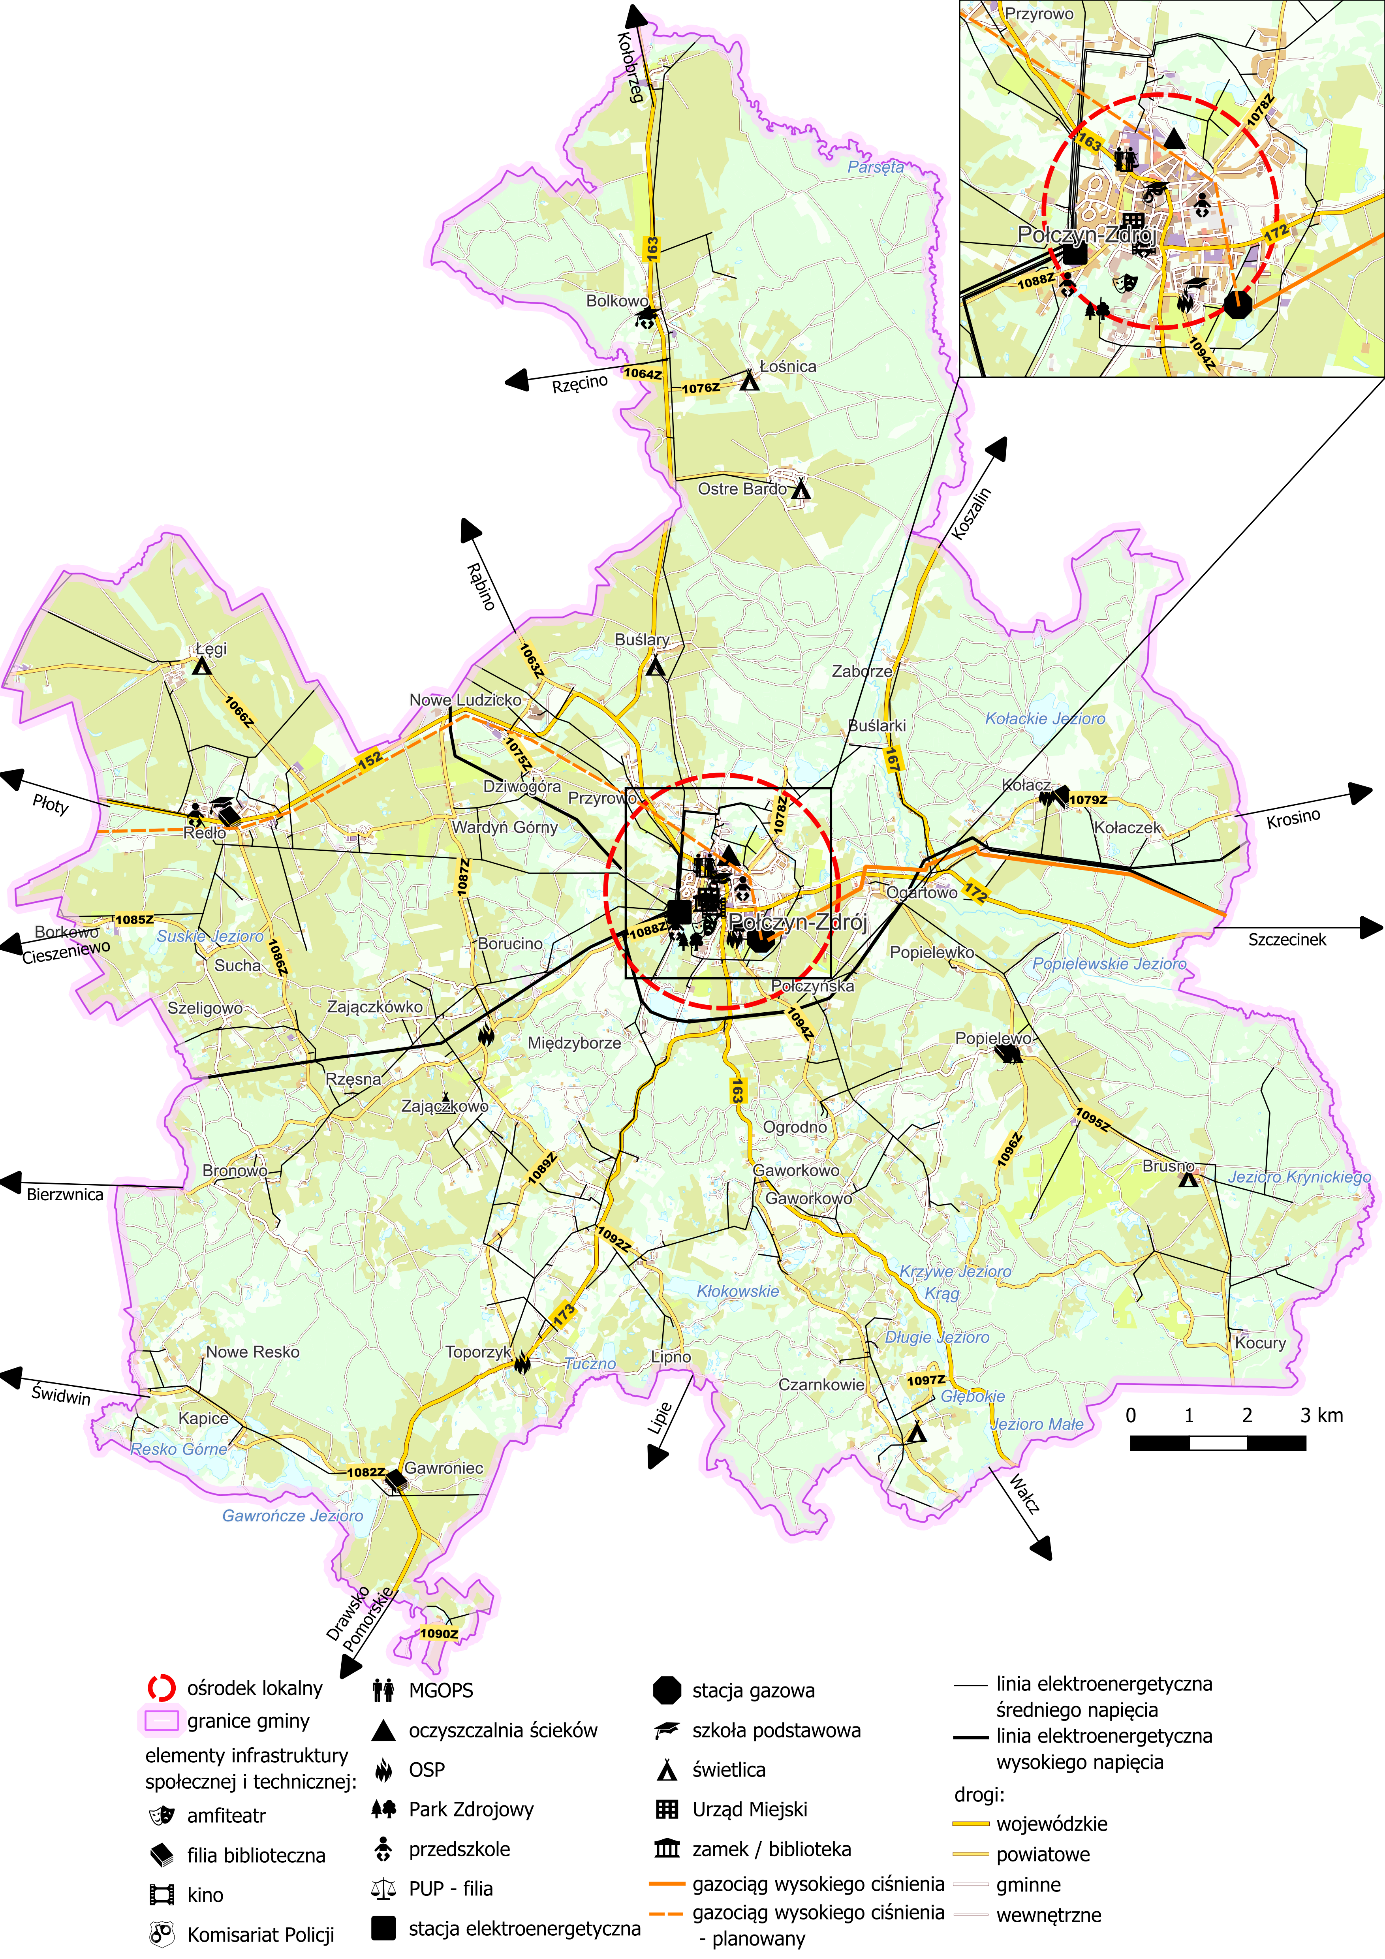 Kołobrzeg
Przyrowo
1078Z
163
172
Połczyn-Zdrój
1088Z
1094Z
Parsęta
163
Bolkowo
Rzęcino
1064Z
1076Z
Łośnica
Ostre Bardo
Koszalin
Rąbino
1063Z
Buślary
Łęgi
1066Z
Nowe Ludzicko
Zaborze
Buślarki
Kołackie Jezioro
152
1075Z
167
Płoty
Dziwogóra
Przyrowo
1078Z
Kołacz
1079Z
Krosino
Redło
Wardyń Górny
Kołaczek
1087Z
Ogartowo
172
1085Z
Borkowo
Cieszeniewo
Suskie Jezioro
1086Z
Sucha
Borucino
1088Z
Połczyn-Zdrój
Popielewko
Szczecinek
Popielewskie Jezioro
Szeligowo
Zajączkówko
Połczyńska
1094Z
Międzyborze
Popielewo
Rzęsna
Zajączkowo
163
Ogrodno
1095Z
1096Z
Bronowo
1089Z
Gaworkowo
Gaworkowo
Brusno
Jezioro Krynickiego
Bierzwnica
1092Z
Kłokowskie
Krzywe Jezioro
Krąg
173
Długie Jezioro
Nowe Resko
Toporzyk
Tuczno
Lipno
Kocury
Świdwin
Kapice
Czarnkowie
1097Z
Głębokie
Jezioro Małe
Lipie
Resko Górne
1082Z
Gawroniec
Wałcz
Gawrończe Jezioro
0 1 2 3 km
Drawsko
Pomorskie
1090Z
ośrodek lokalny
granice gminy
elementy infrastruktury
społecznej i technicznej:
amfiteatr
filia biblioteczna
kino
Komisariat Policji
MGOPS
oczyszczalnia ścieków
OSP
Park Zdrojowy
przedszkole
PUP - filia
stacja elektroenergetyczna
stacja gazowa
szkoła podstawowa
świetlica
Urząd Miejski
zamek / biblioteka
gazociąg wysokiego ciśnienia
gazociąg wysokiego ciśnienia
- planowany
linia elektroenergetyczna
średniego napięcia
linia elektroenergetyczna
wysokiego napięcia
drogi:
wojewódzkie
powiatowe
gminne
wewnętrzne